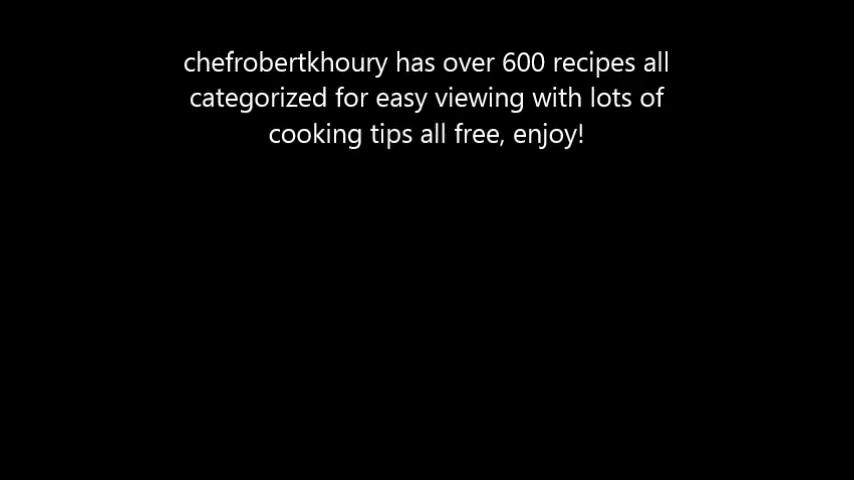 chefrobertkhoury has over 600 recipes all
categorized for easy viewing with lots of
cooking tips all free, enjoy!